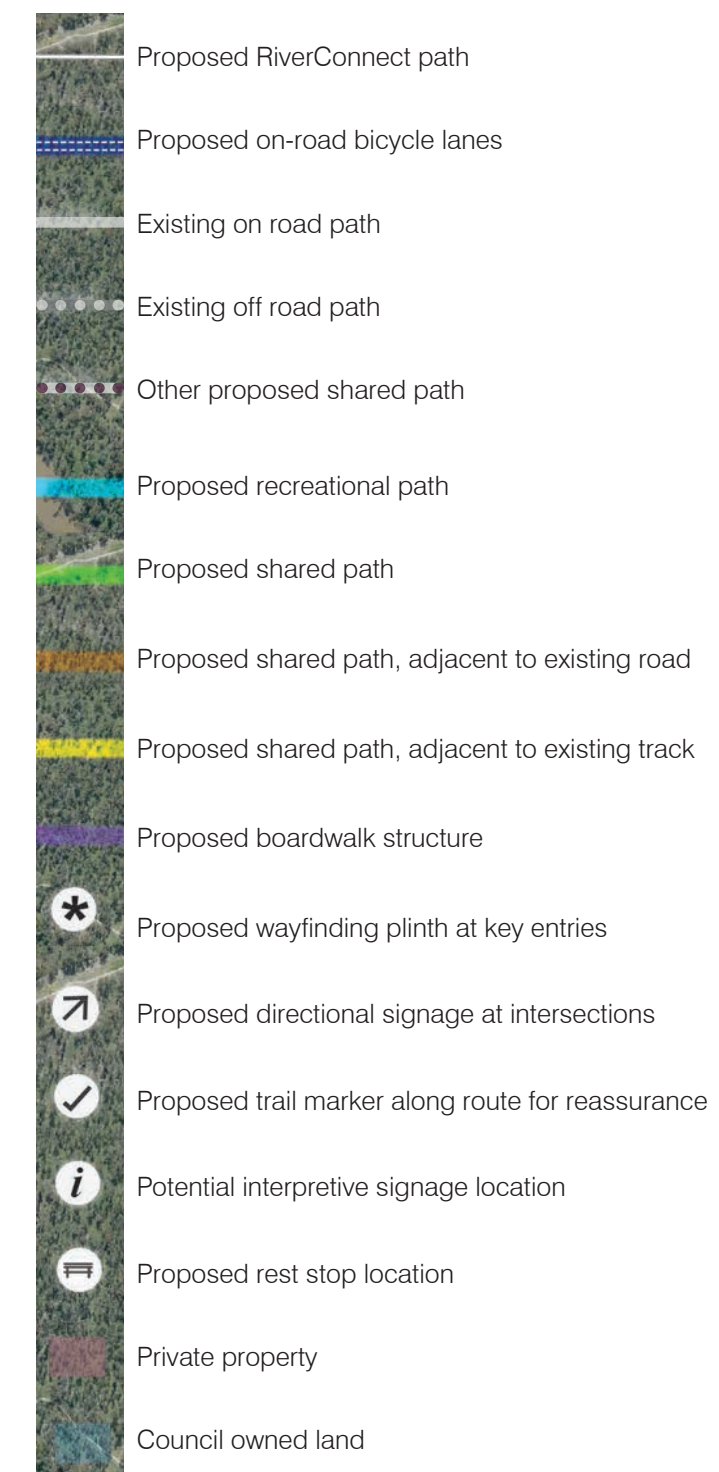 Proposed RiverConnect path
Proposed on-road bicycle lanes
Existing on road path
Existing off road path
Other proposed shared path
Proposed recreational path
Proposed shared path
Proposed shared path, adjacent to existing road
Proposed shared path, adjacent to existing track
Proposed boardwalk structure
* Proposed wayfinding plinth at key entries
Proposed directional signage at intersections
Proposed trail marker along route for reassurance
i Potential interpretive signage location
Proposed rest stop location
Private property
Council owned land